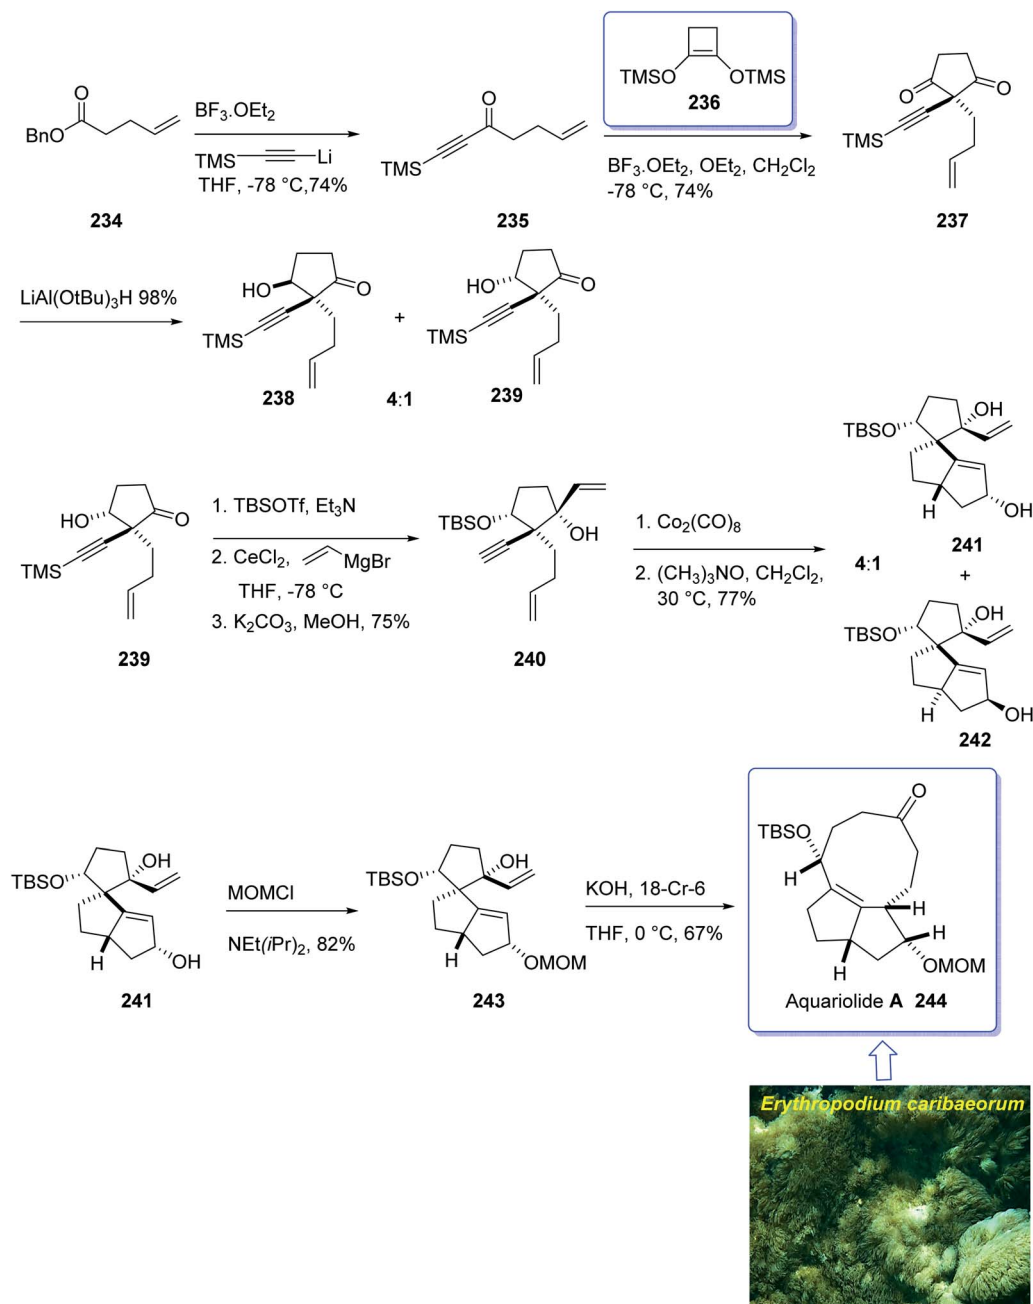 BF3.OEt2
O
BnO
TMS
Li
THF, -78 °C,74%
234
O
TMS
235
TMSO
OTMS
236
BF3.OEt2, OEt2, CH2Cl2
-78 °C, 74%
O
O
TMS
237
LiAl(OtBu)3H 98%
HO
O
TMS
238
+
4:1
HO
O
TMS
239
HO
O
TMS
239
1. TBSOTf, Et3N
2. CeCl2,
MgBr
THF, -78 °C
3. K2CO3, MeOH, 75%
TBSO
OH
240
1. Co2(CO)8
2. (CH3)3NO, CH2Cl2,
30 °C, 77%
TBSO
OH
H
OH
241
4:1
+
TBSO
OH
H
OH
242
TBSO
OH
H
OH
241
MOMCl
NEt(iPr)2, 82%
TBSO
OH
H
OMOM
243
KOH, 18-Cr-6
THF, 0 °C, 67%
O
TBSO
H
H
H
H
OMOM
Aquariolide A 244
Erythropodium caribaeorum